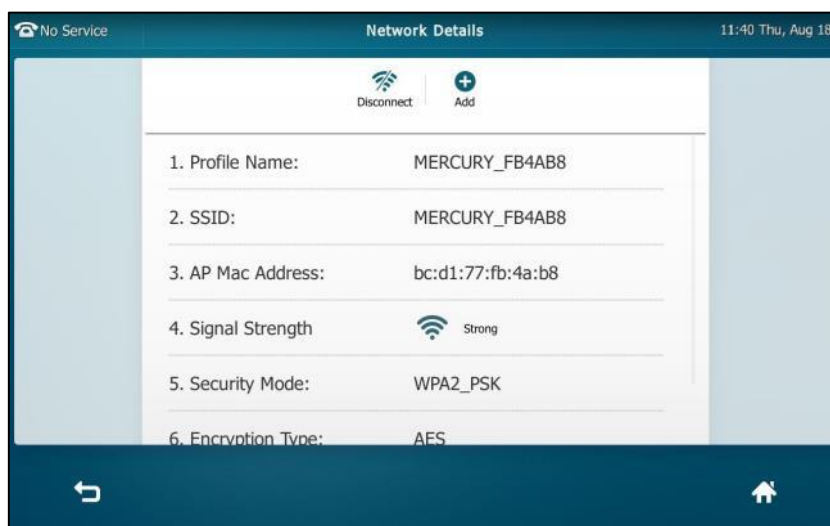 No Service Network Details 11:40 Thu, Aug 18
Disconnect Add
1. Profile Name: MERCURY_FB4AB8
2. SSID: MERCURY_FB4AB8
3. AP Mac Address: bc:d1:77:fb:4a:b8
4. Signal Strength Strong
5. Security Mode: WPA2_PSK
6. Encryption Type: AES